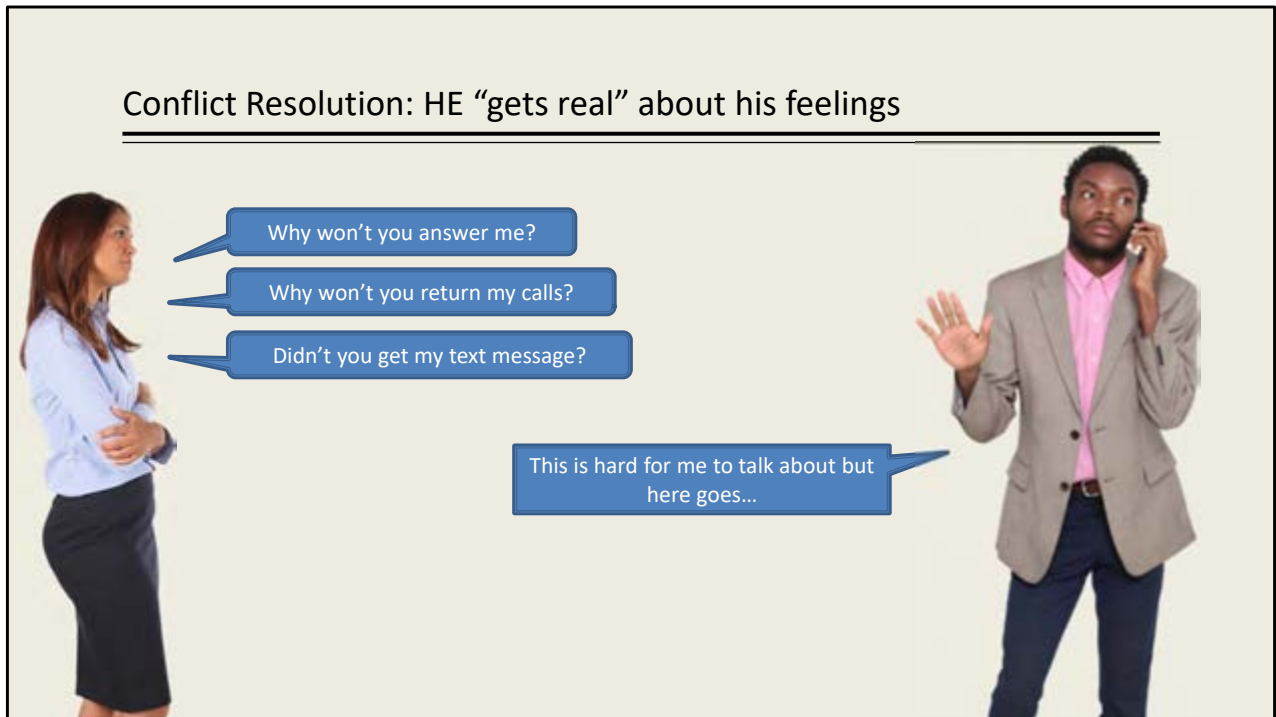 Conflict Resolution: HE “gets real” about his feelings
Why won’t you answer me?
Why won’t you return my calls?
Didn’t you get my text message?
This is hard for me to talk about but
here goes…